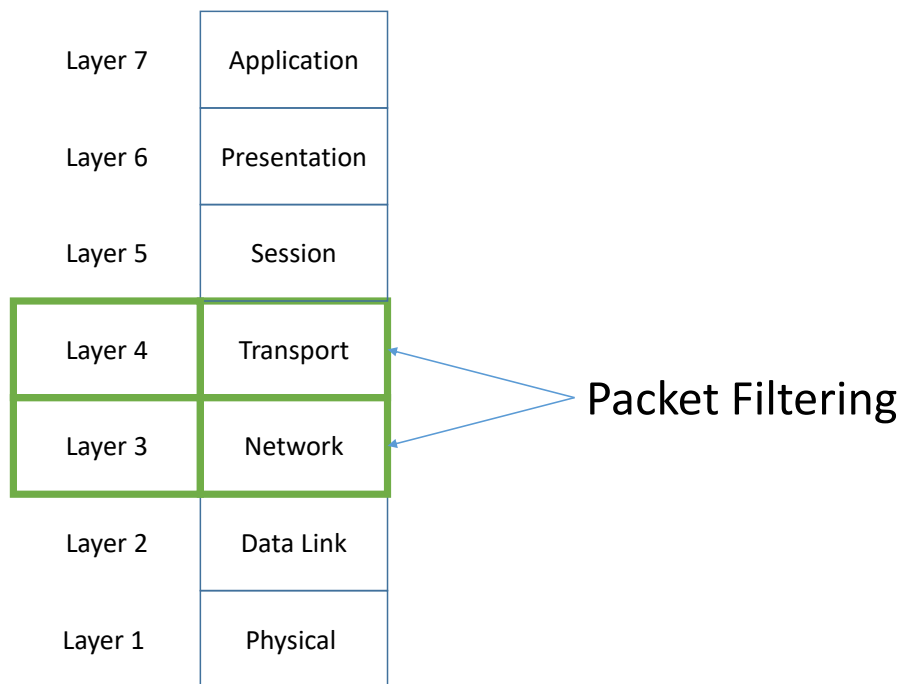 Layer 7 Application
Layer 6 Presentation
Layer 5 Session
Layer 4 Transport
Packet Filtering
Layer 3 Network
Layer 2 Data Link
Layer 1 Physical